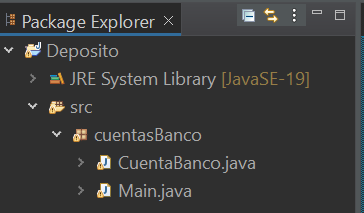 Package Explorer
Deposito
JRE System Library [JavaSE-19]
src
cuentasBanco
CuentaBanco.java
Main.java